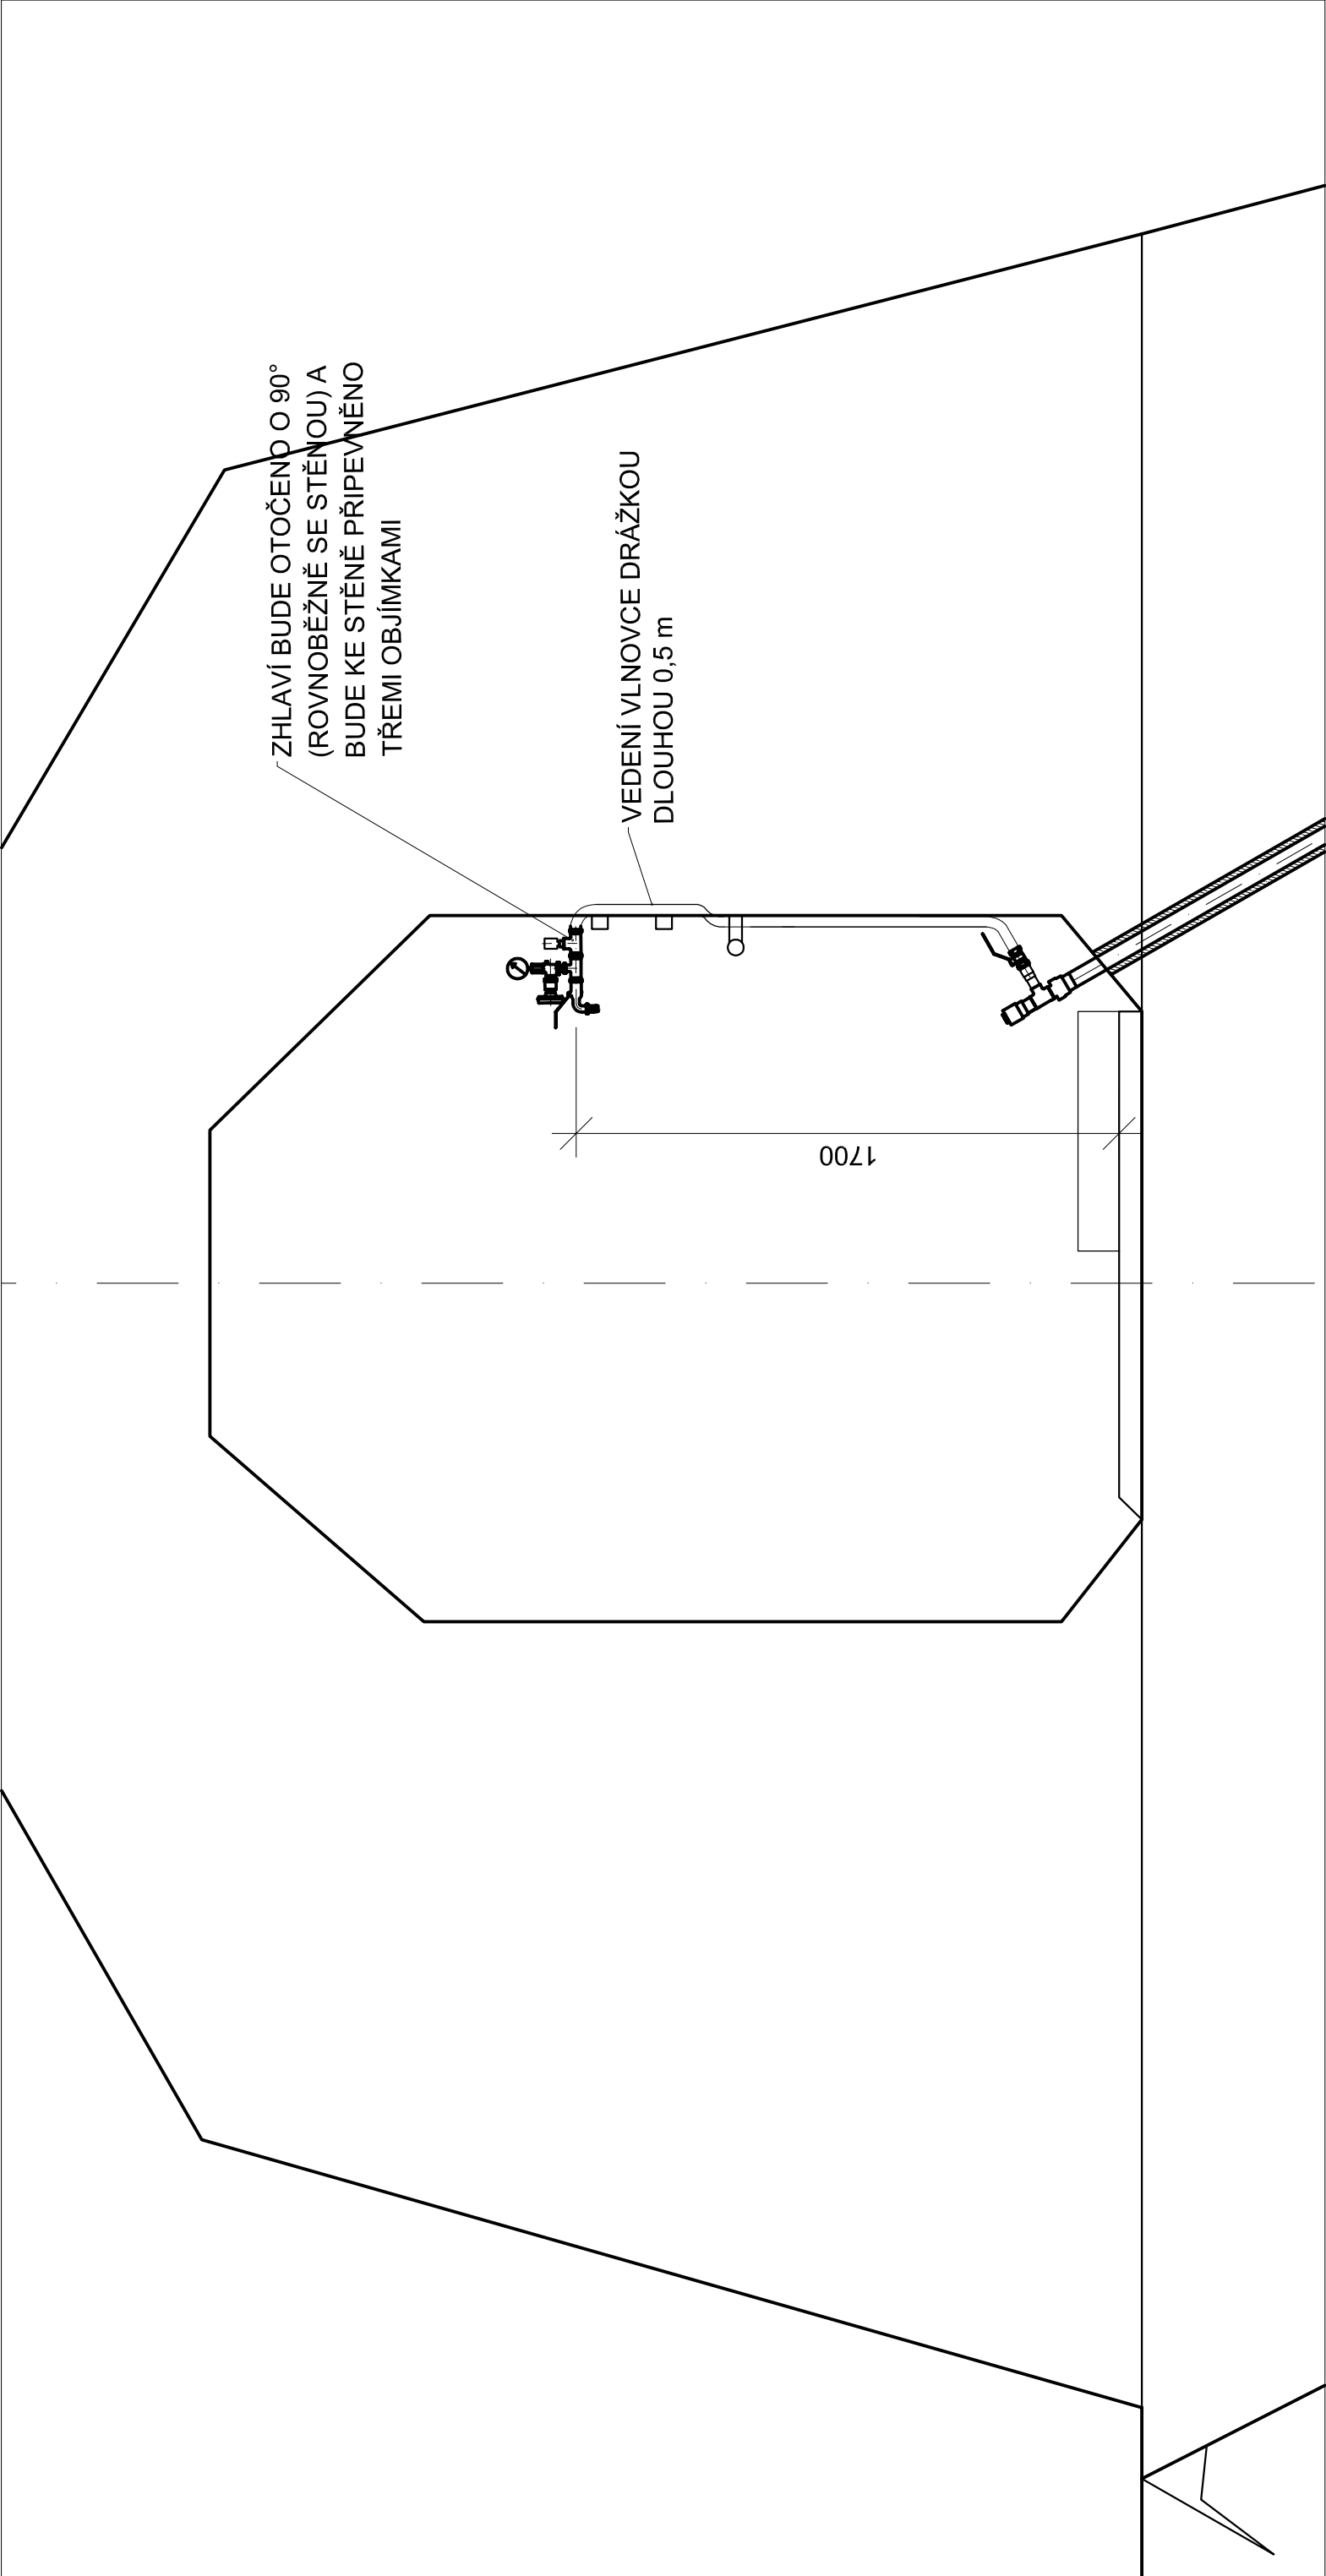 ZHLAVÍ BUDE OTOČENO O 90°
(ROVNOBĚŽNĚ SE STĚNOU) A
BUDE KE STĚNĚ PŘIPEVNĚNO
TŘEMI OBJÍMKAMI
VEDENÍ VLNOVCE DRÁŽKOU
DLOUHOU 0,5 m
1700